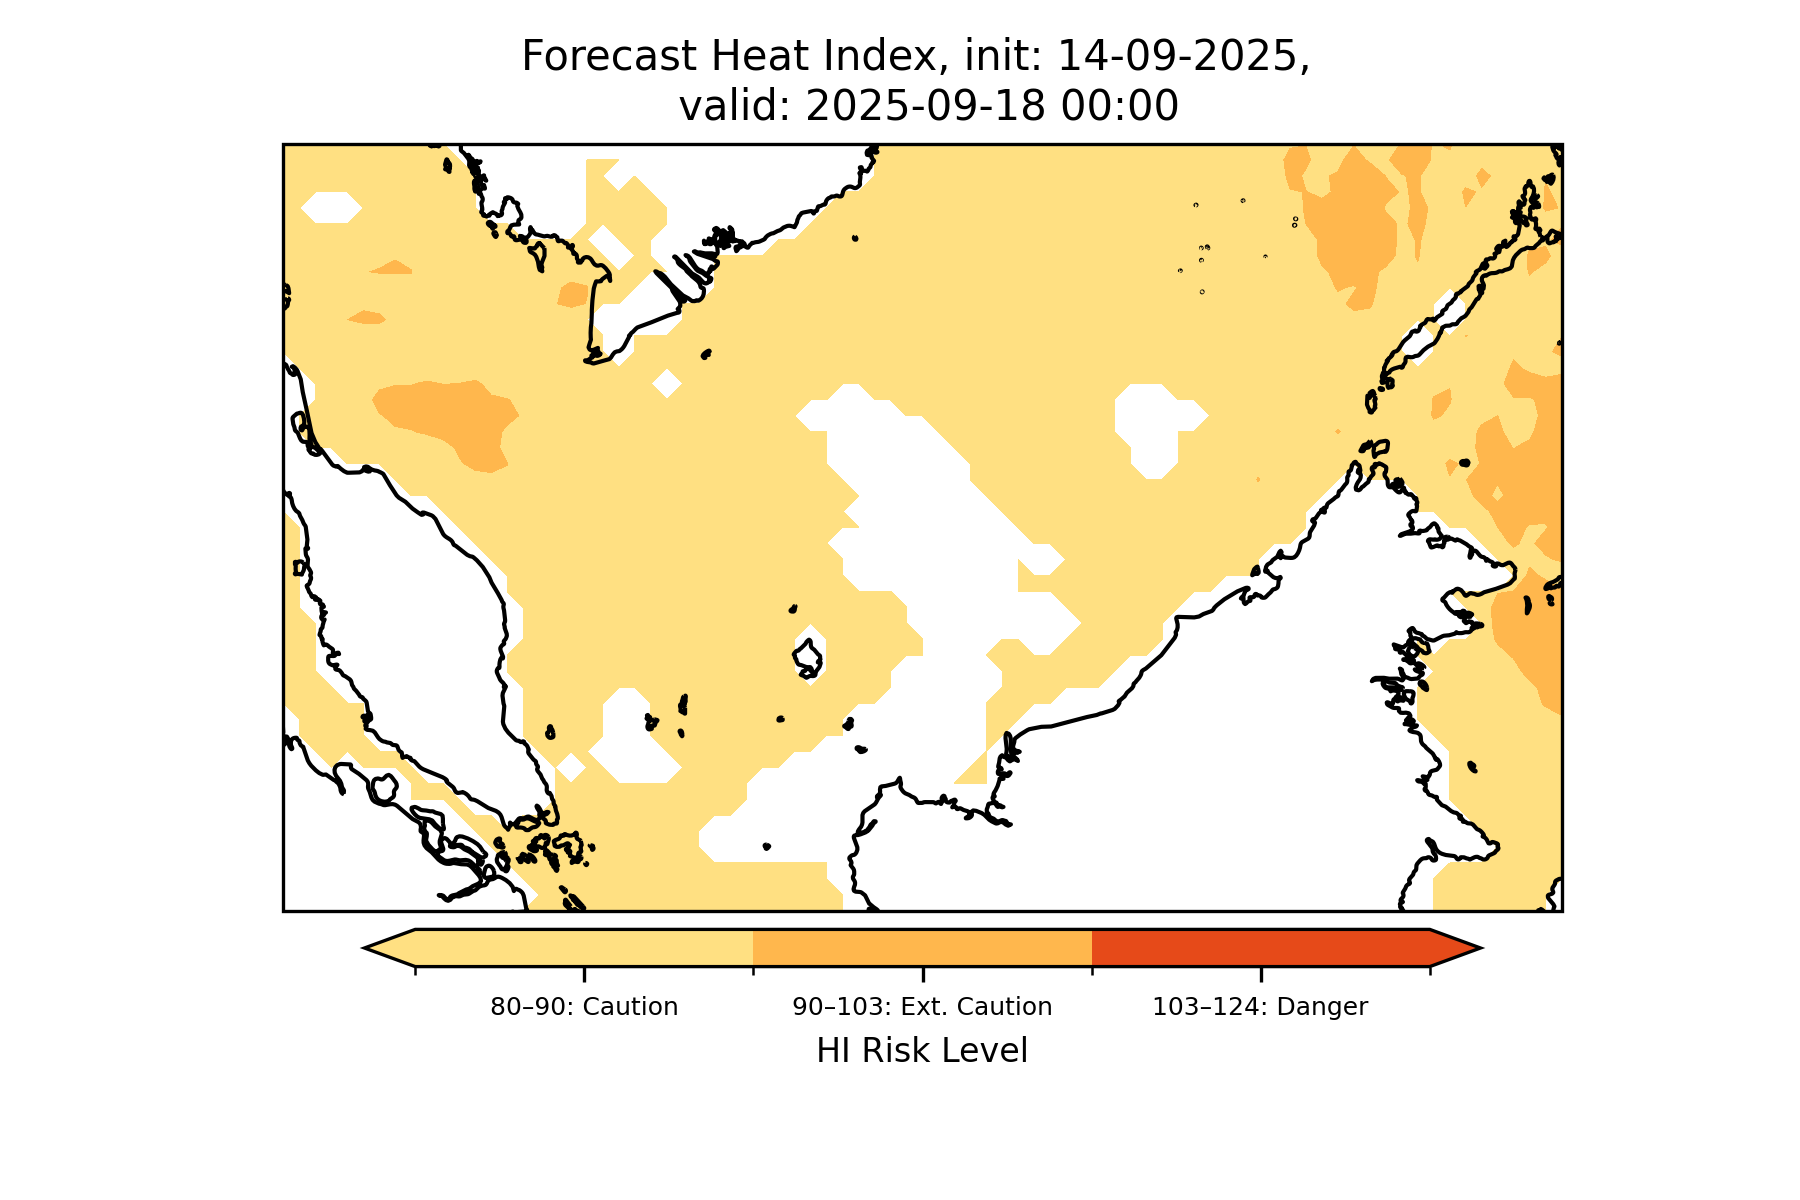 Forecast Heat Index, init: 14-09-2025,
valid: 2025-09-18 00:00
80–90: Caution
90–103: Ext. Caution
103–124: Danger
HI Risk Level